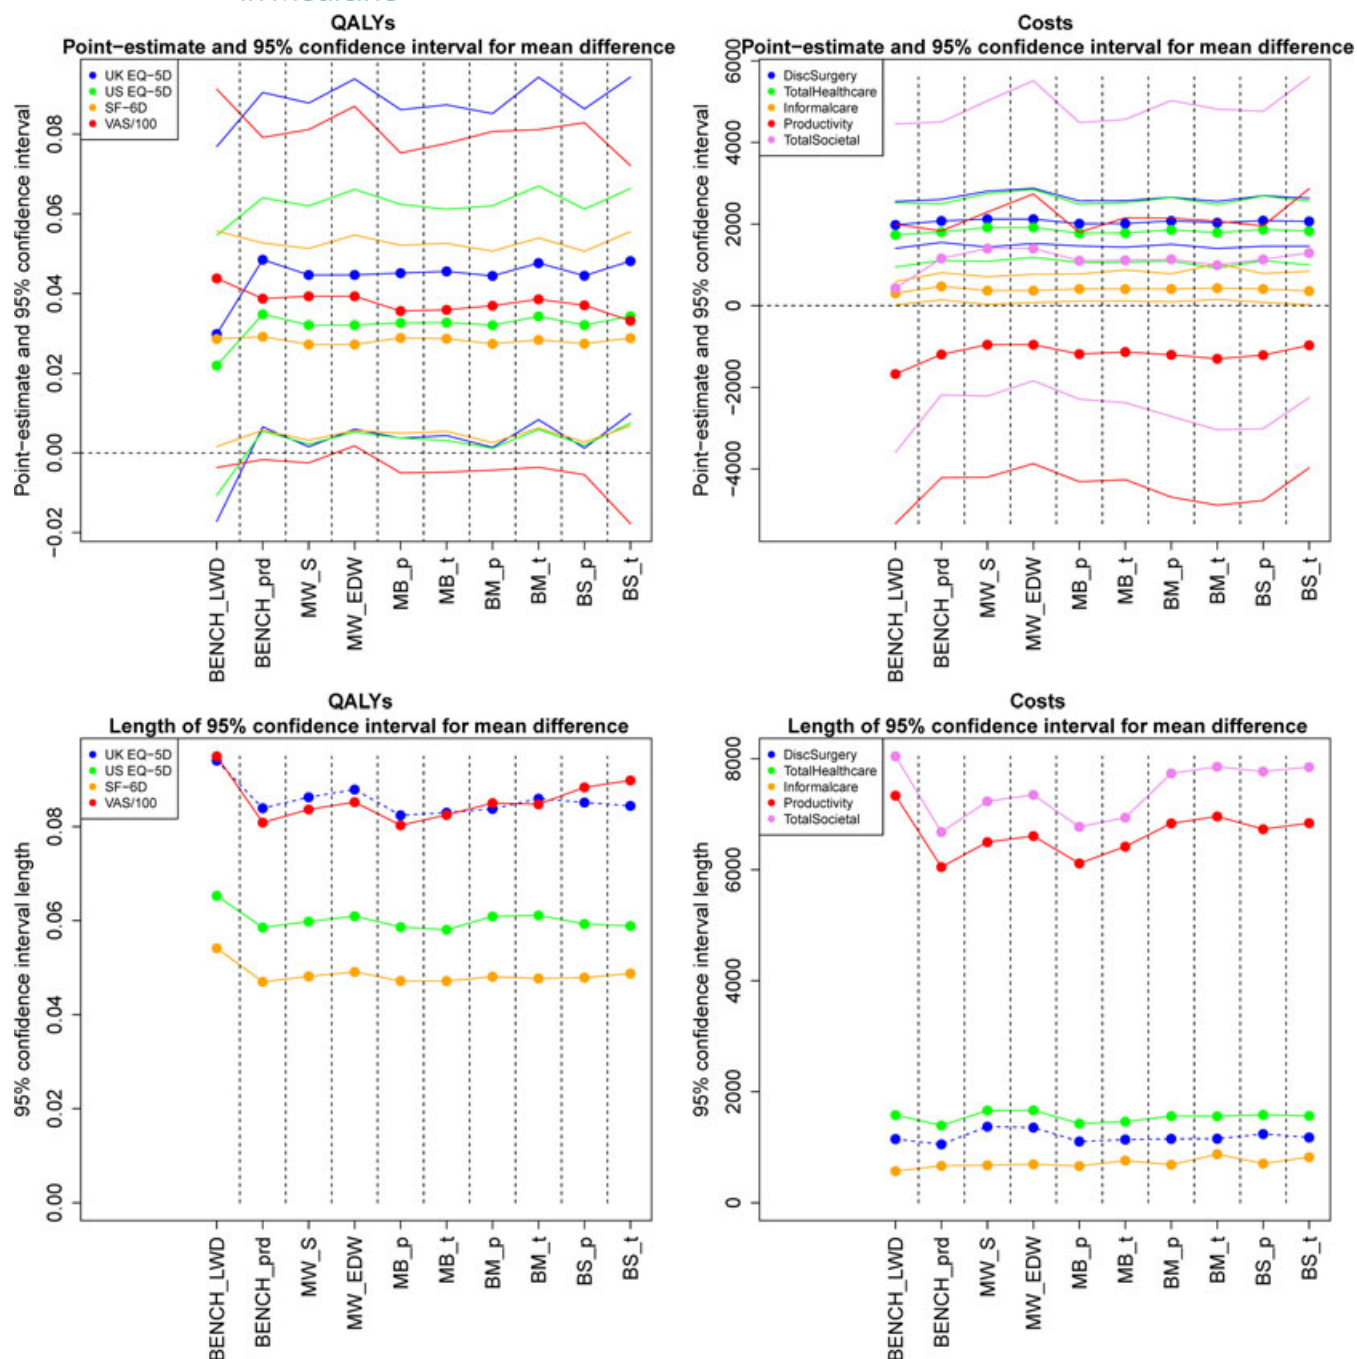 QALYs
Point-estimate and 95% confidence interval for mean difference
Point-estimate and 95% confidence interval
0.08
0.06
0.04
0.02
0.00
-0.02
UK EQ-5D
US EQ-5D
SF-6D
VAS/100
BENCH_LWD
BENCH_prd
MW_S
MW_EDW
MB_p
MB_t
BM_p
BM_t
BS_p
BS_t
Costs
Point-estimate and 95% confidence interval for mean difference
Point-estimate and 95% confidence interval
6000
4000
2000
0
-2000
-4000
DiscSurgery
TotalHealthcare
Informalcare
Productivity
TotalSocietal
BENCH_LWD
BENCH_prd
MW_S
MW_EDW
MB_p
MB_t
BM_p
BM_t
BS_p
BS_t
QALYs
Length of 95% confidence interval for mean difference
95% confidence interval length
0.08
0.06
0.04
0.02
0.00
UK EQ-5D
US EQ-5D
SF-6D
VAS/100
BENCH_LWD
BENCH_prd
MW_S
MW_EDW
MB_p
MB_t
BM_p
BM_t
BS_p
BS_t
Costs
Length of 95% confidence interval for mean difference
95% confidence interval length
8000
6000
4000
2000
0
DiscSurgery
TotalHealthcare
Informalcare
Productivity
TotalSocietal
BENCH_LWD
BENCH_prd
MW_S
MW_EDW
MB_p
MB_t
BM_p
BM_t
BS_p
BS_t